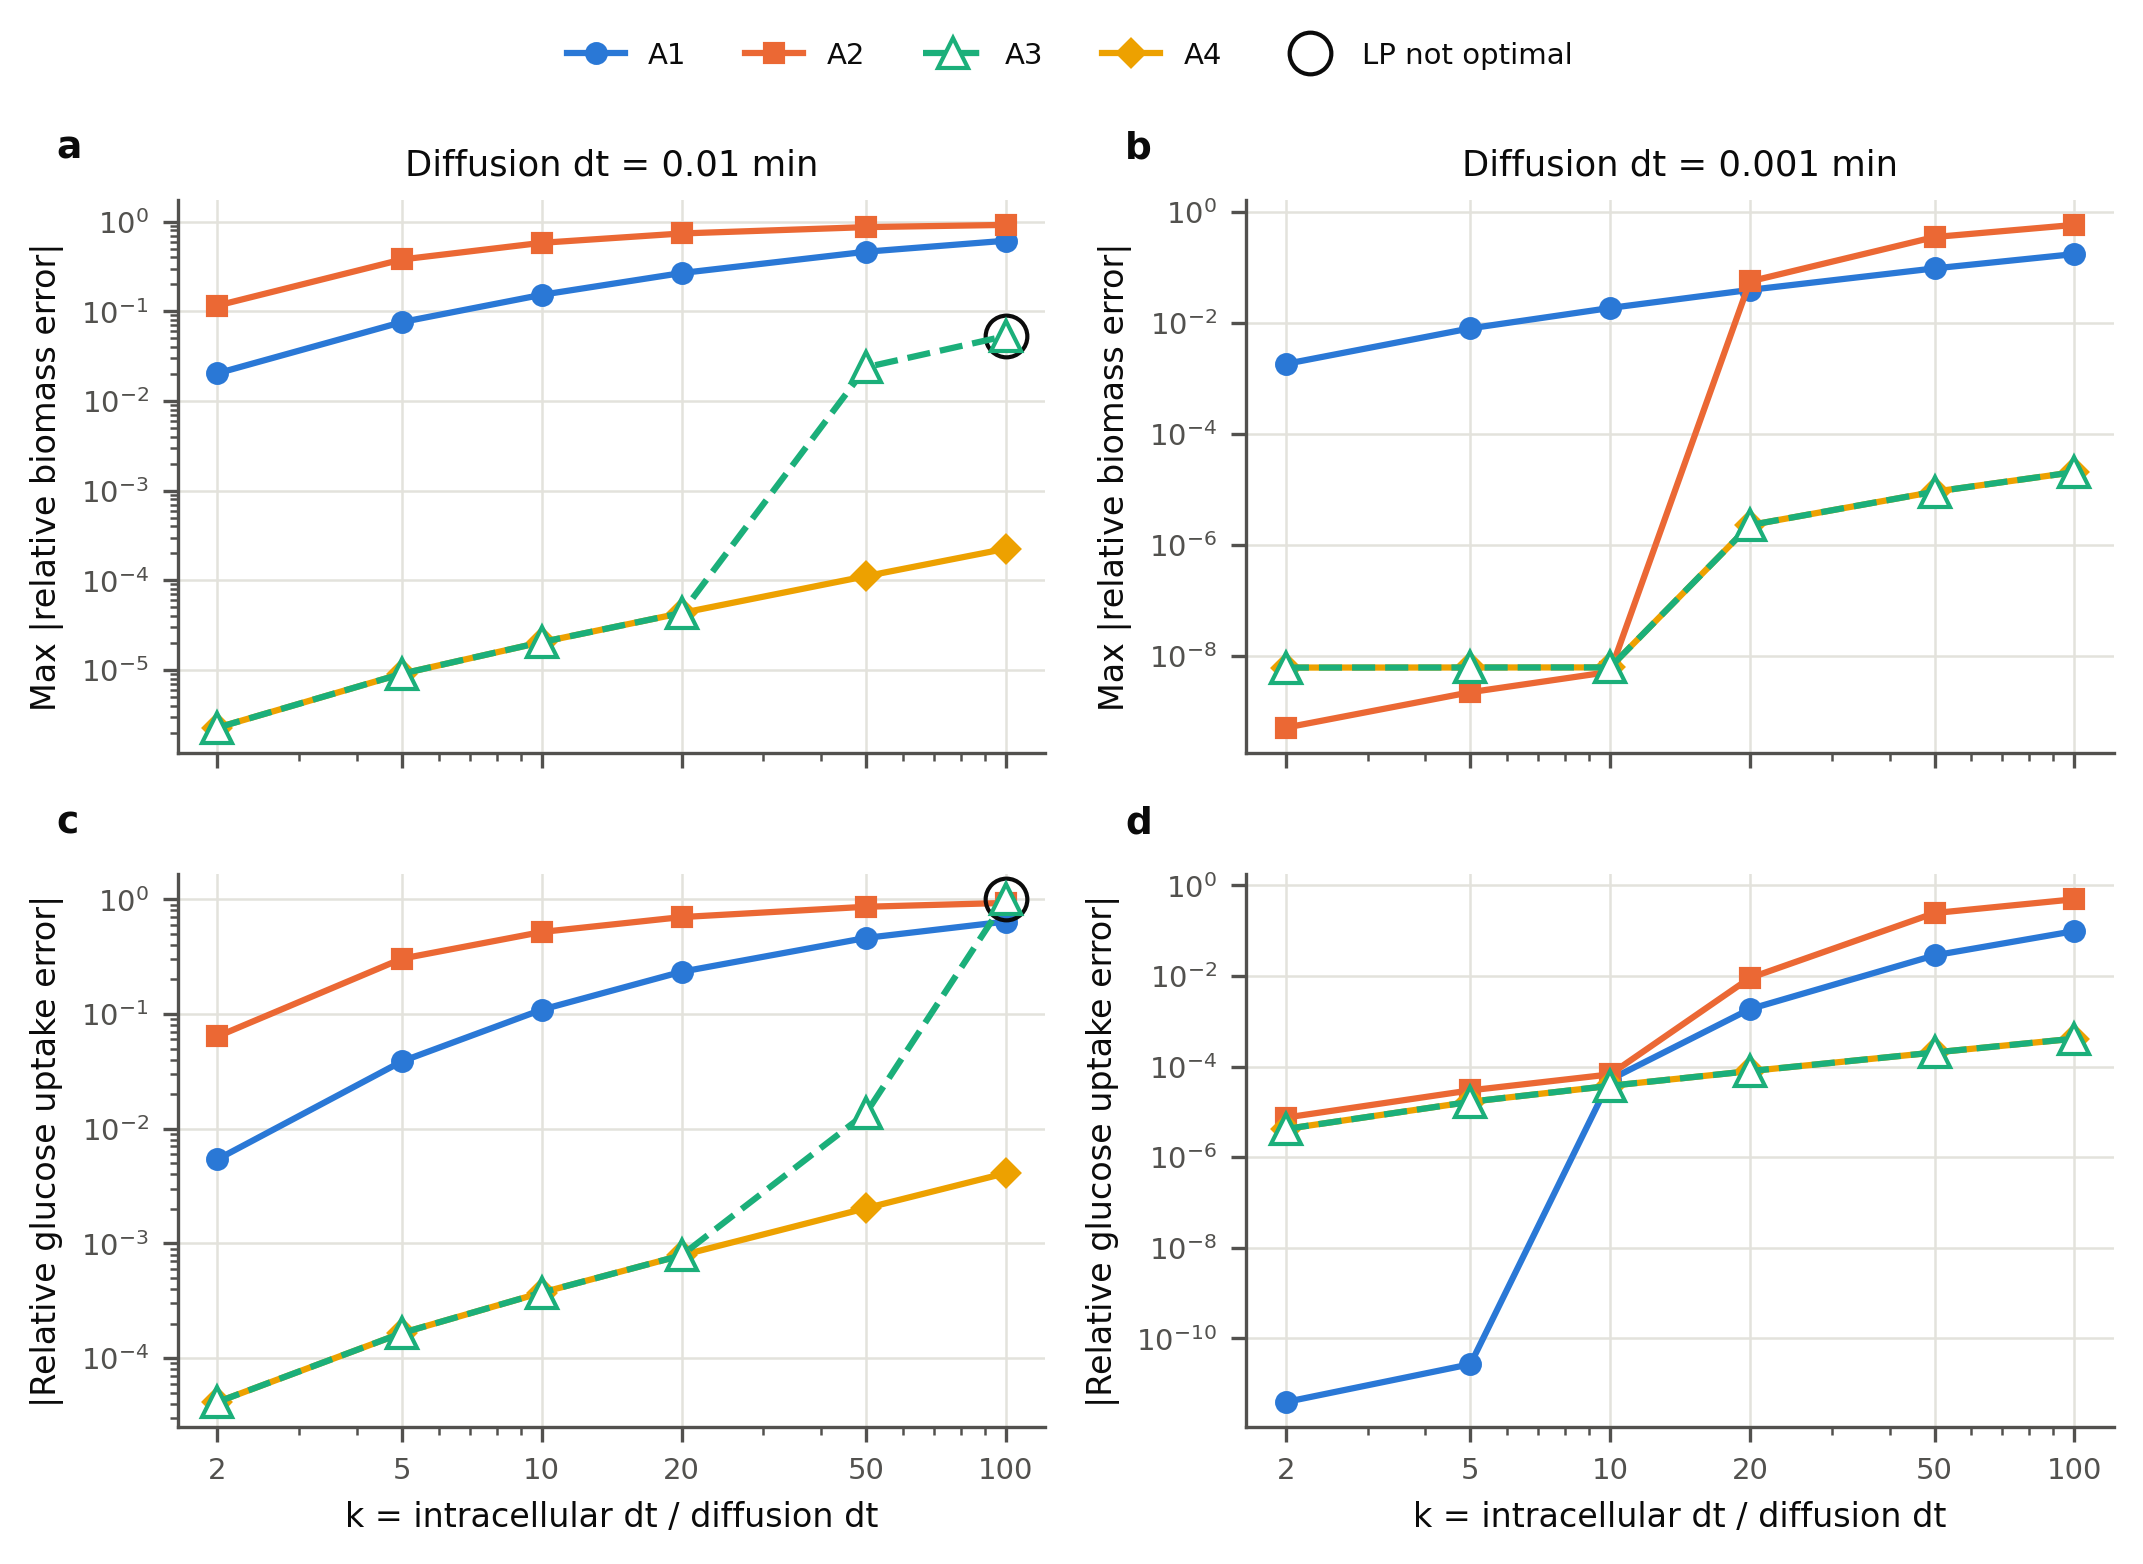 A1 A2 A3 A4 LP not optimal
a
Diffusion dt = 0.01 min
Max |relative biomass error|
10⁰
10⁻¹
10⁻²
10⁻³
10⁻⁴
10⁻⁵
b
Diffusion dt = 0.001 min
Max |relative biomass error|
10⁰
10⁻²
10⁻⁴
10⁻⁶
10⁻⁸
c
|Relative glucose uptake error|
10⁰
10⁻¹
10⁻²
10⁻³
10⁻⁴
2 5 10 20 50 100
k = intracellular dt / diffusion dt
d
|Relative glucose uptake error|
10⁰
10⁻²
10⁻⁴
10⁻⁶
10⁻⁸
10⁻¹⁰
2 5 10 20 50 100
k = intracellular dt / diffusion dt